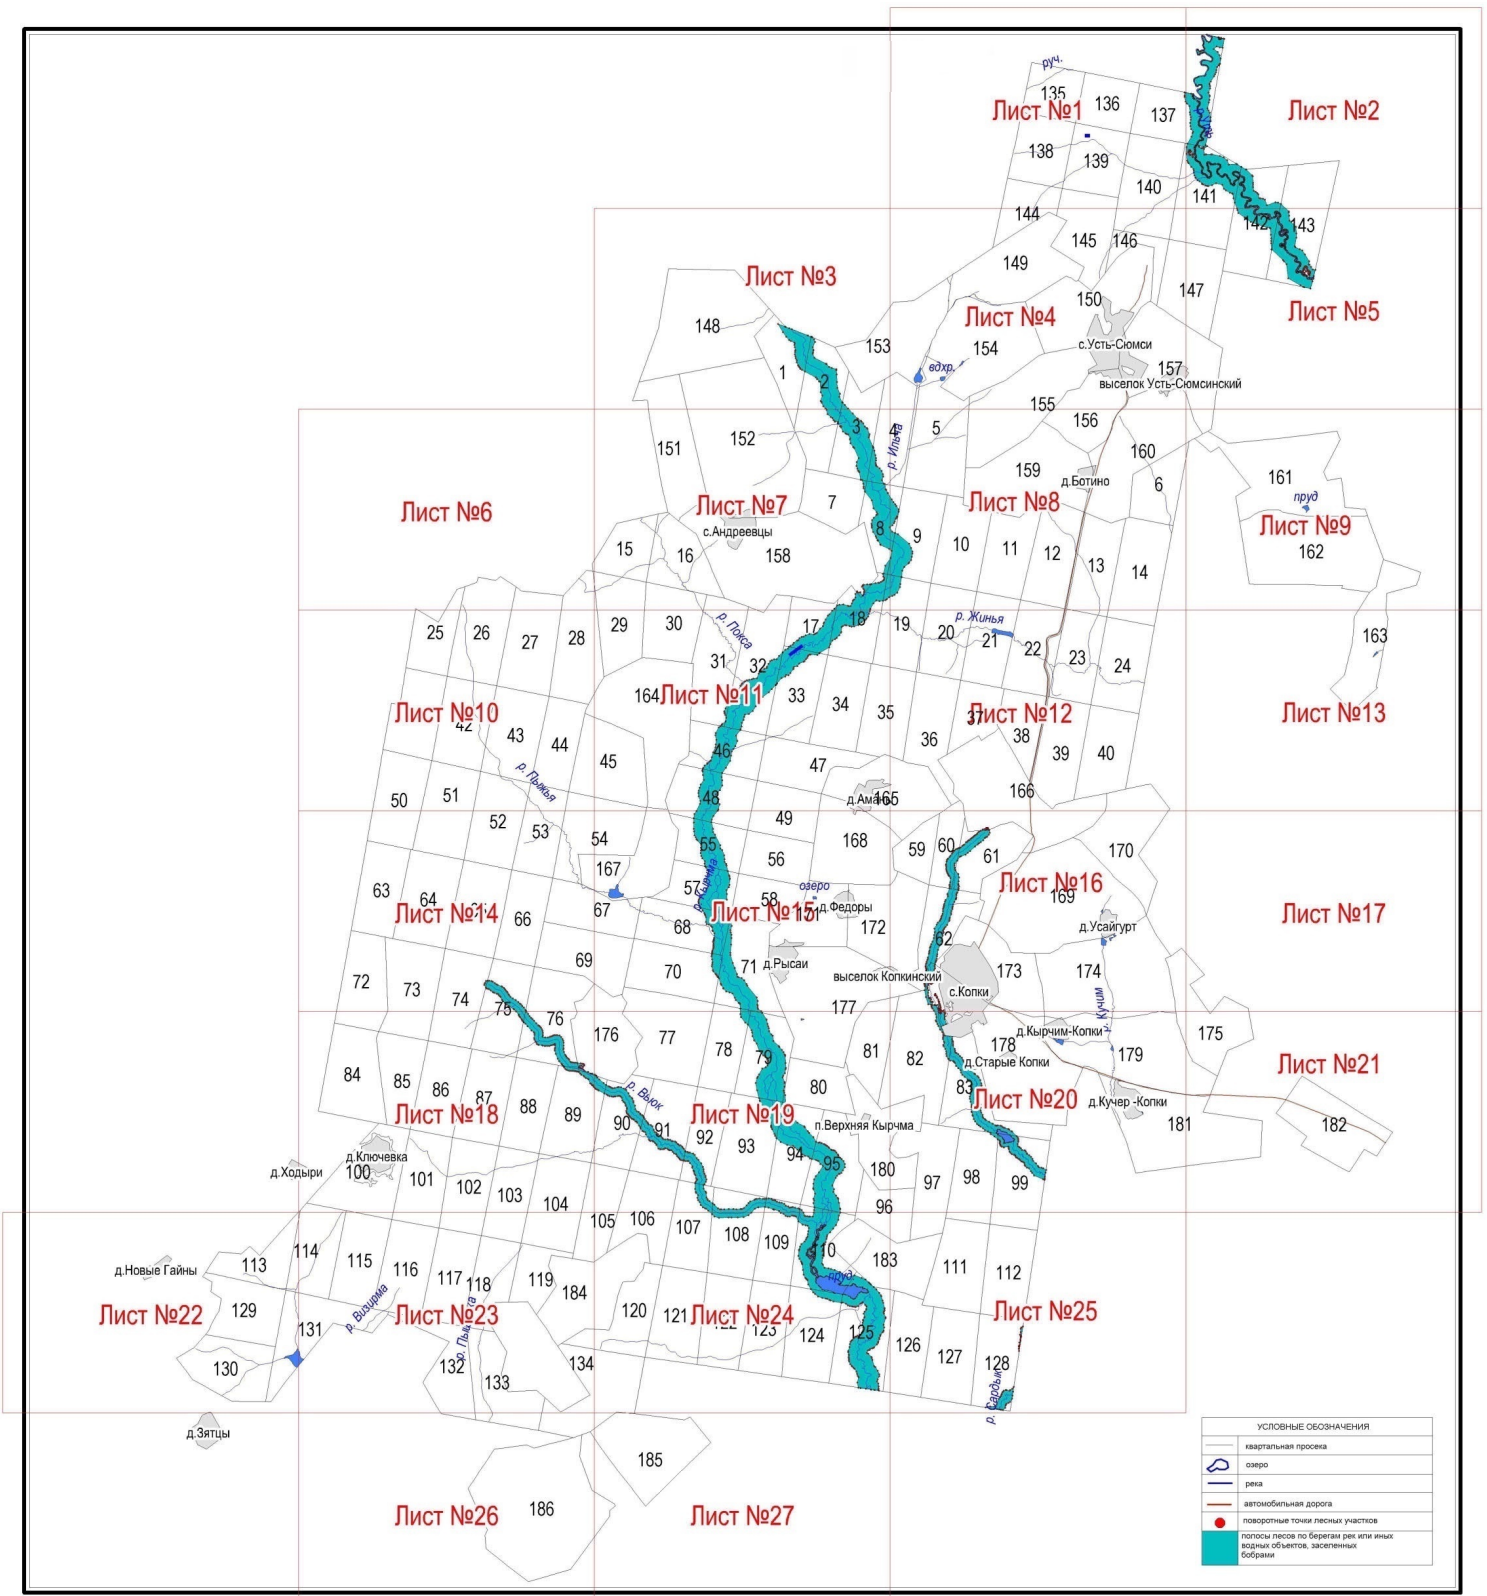 руч.
135
136
137
Лист №1
Лист №2
138
139
140
141
142
143
144
145
146
147
149
150
Лист №3
Лист №4
Лист №5
148
153
154
с.Усть-Сюмси
157
выселок Усть-Сюмсинский
вдхр.
1
2
3
4
5
р. Ильча
155
156
151
152
159
160
6
161
д.Ботино
пруд
Лист №6
Лист №7
Лист №8
Лист №9
7
8
9
с.Андреевцы
158
162
15
16
10
11
12
13
14
25
26
27
28
29
30
р. Покса
17
18
19
20
р. Жинья
21
22
23
24
163
31
32
33
34
35
36
37
38
39
40
164
Лист №10
Лист №11
Лист №12
Лист №13
42
43
44
45
46
47
р. Пыжья
48
49
д.Аманы
165
166
50
51
52
53
54
55
56
168
59
60
61
170
167
57
р. Кырчма
58
озеро
171
д.Федоры
Лист №14
Лист №15
Лист №16
Лист №17
169
63
64
66
67
68
172
62
д.Усайгурт
69
70
71
д.Рысаи
выселок Копкинский
с.Копки
173
174
р. Кучим
72
73
74
75
76
176
77
78
79
177
80
81
82
83
178
д.Кырчим-Копки
179
175
д.Старые Копки
84
85
86
87
88
89
90
91
92
93
94
95
р. Вьюк
Лист №18
Лист №19
Лист №20
Лист №21
п.Верхняя Кырчма
д.Кучер -Копки
181
182
д.Ключевка
100
д.Ходыри
101
102
103
104
105
106
107
108
109
110
180
96
97
98
99
183
111
112
д.Новые Гайны
113
114
115
116
117
118
119
184
120
121
122
123
124
125
126
127
128
пруд
129
130
131
р. Визирма
132
133
134
Лист №22
Лист №23
Лист №24
Лист №25
р. Сардык
д.Зятцы
185
186
Лист №26
Лист №27
УСЛОВНЫЕ ОБОЗНАЧЕНИЯ
квартальная просека
озеро
река
автомобильная дорога
поворотные точки лесных участков
полосы лесов по берегам рек или иных
водных объектов, заселенных
бобрами